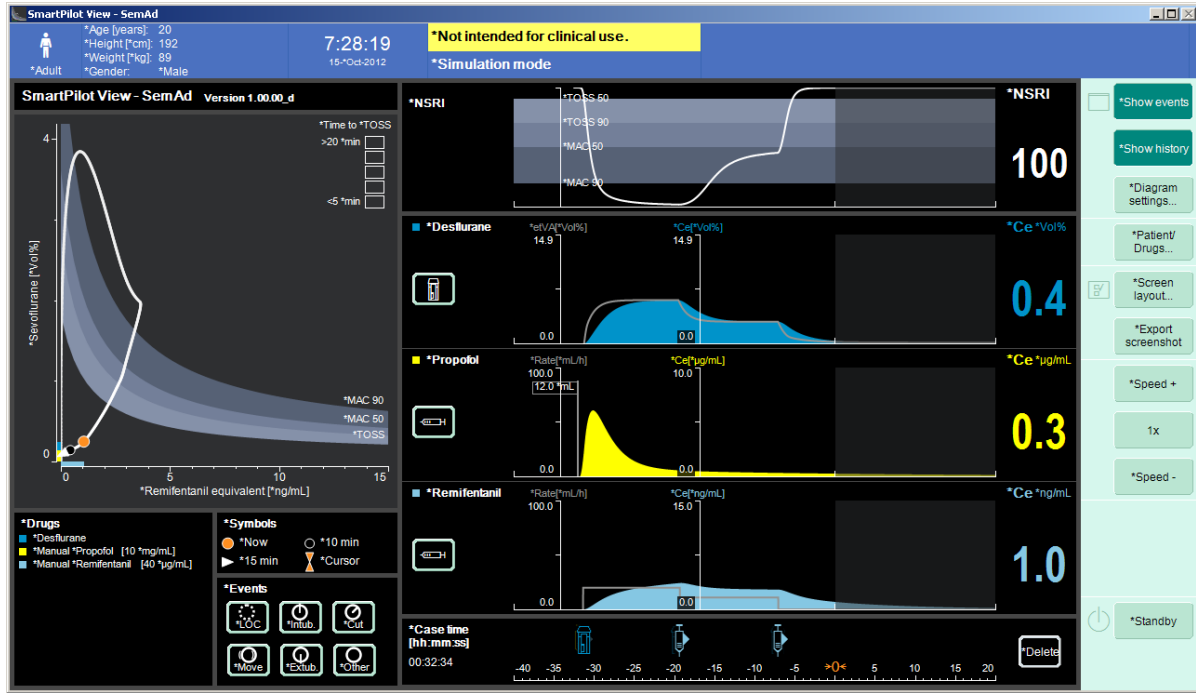 SmartPilot View - SemAd
*Adult
*Age [years]: 20
*Height [*cm]: 192
*Weight [*kg]: 89
*Gender: *Male
7:28:19
15-*Oct-2012
*Not intended for clinical use.
*Simulation mode
SmartPilot View - SemAd Version 1.00.00_d
*Time to *TOSS
>20 *min
<5 *min
4
0
*Sevoflurane [*Vol%]
*MAC 90
*MAC 50
*TOSS
0 5 10 15
*Remifentanil equivalent [*ng/mL]
*Drugs
*Desflurane
*Manual *Propofol [10 *mg/mL]
*Manual *Remifentanil [40 *µg/mL]
*Symbols
*Now *10 min
*15 min *Cursor
*Events
*LOC *Intub. *Cut
*Move *Extub. *Other
*NSRI
*TOSS 50
*TOSS 90
*MAC 50
*MAC 90
*NSRI
100
*Desflurane
*etVA[*Vol%] *Ce[*Vol%]
14.9 14.9
0.0 0.0
*Ce *Vol%
0.4
*Propofol
*Rate[*mL/h] *Ce[*µg/mL]
100.0 10.0
12.0 *mL
0.0 0.0
*Ce *µg/mL
0.3
*Remifentanil
*Rate[*mL/h] *Ce[*ng/mL]
100.0 15.0
0.0 0.0
*Ce *ng/mL
1.0
*Case time
[hh:mm:ss]
00:32:34
-40 -35 -30 -25 -20 -15 -10 -5 0 5 10 15 20
*Delete
*Show events
*Show history
*Diagram
settings...
*Patient/
Drugs...
*Screen
layout...
*Export
screenshot
*Speed +
1x
*Speed -
*Standby